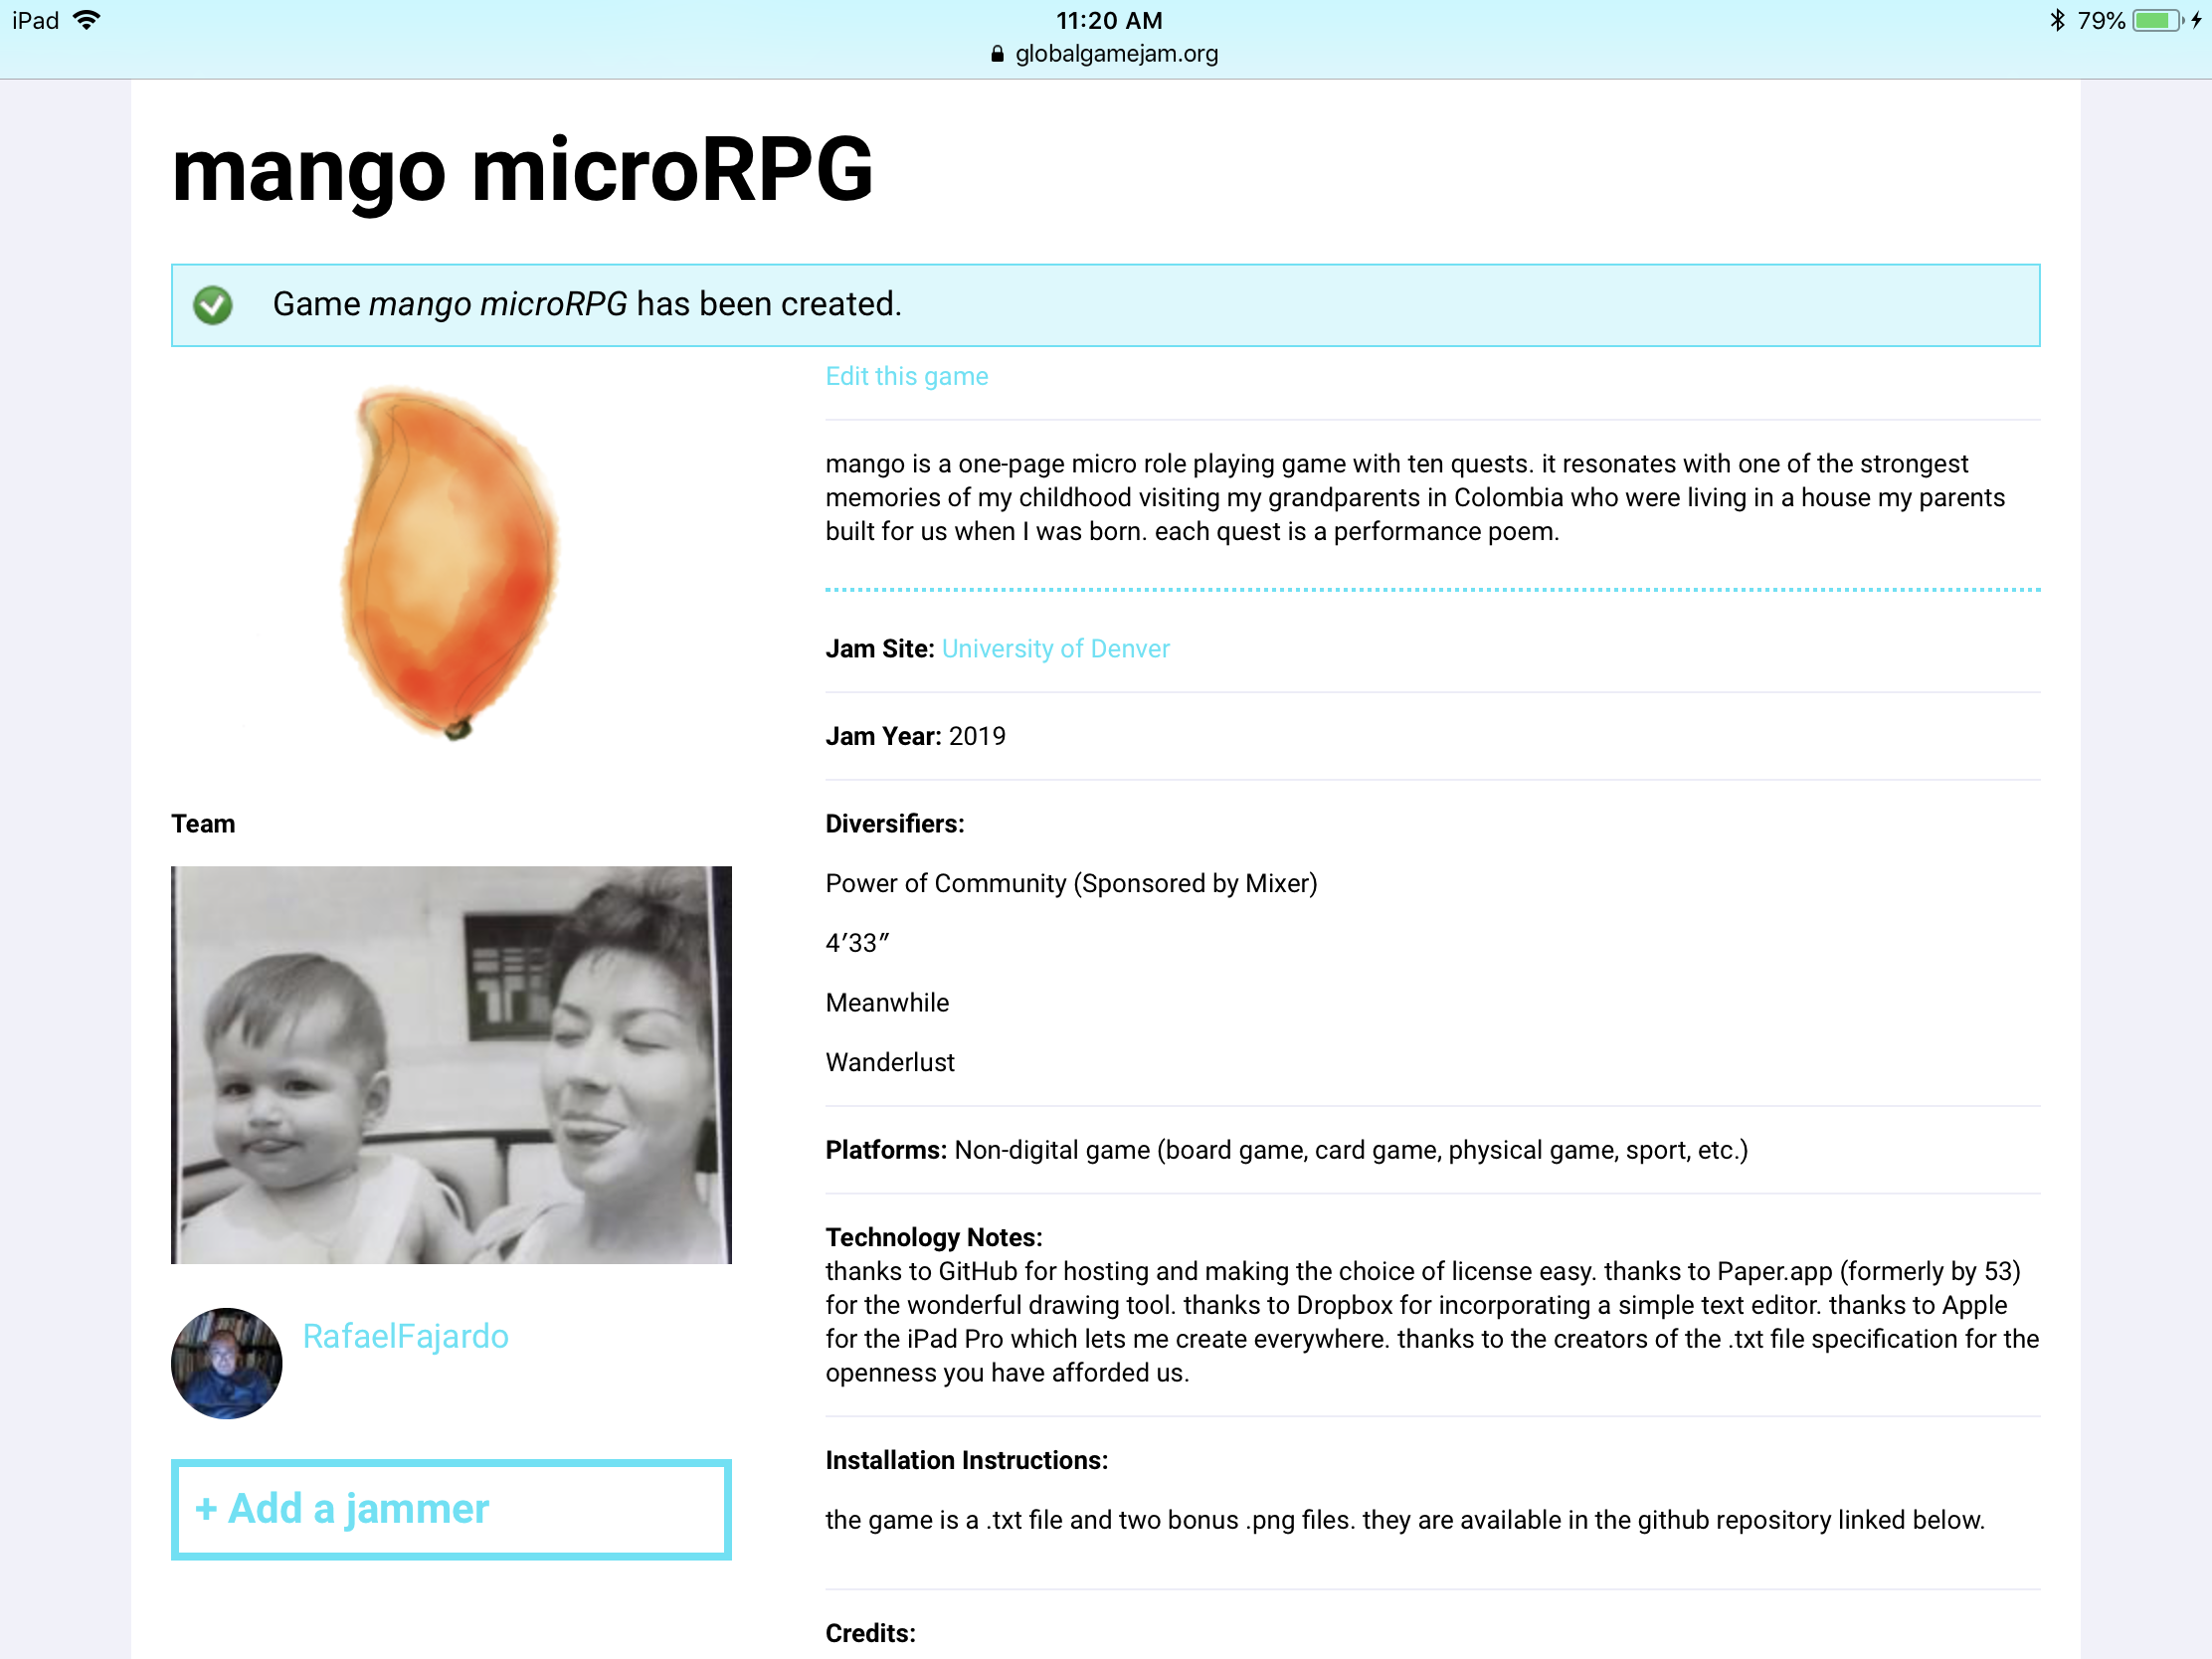 iPad
11:20 AM
79%
globalgamejam.org
mango microRPG
Game mango microRPG has been created.
Edit this game
mango is a one-page micro role playing game with ten quests. it resonates with one of the strongest
memories of my childhood visiting my grandparents in Colombia who were living in a house my parents
built for us when I was born. each quest is a performance poem.
Jam Site: University of Denver
Jam Year: 2019
Team
Diversifiers:
Power of Community (Sponsored by Mixer)
4′33″
Meanwhile
Wanderlust
Platforms: Non-digital game (board game, card game, physical game, sport, etc.)
Technology Notes:
thanks to GitHub for hosting and making the choice of license easy. thanks to Paper.app (formerly by 53)
for the wonderful drawing tool. thanks to Dropbox for incorporating a simple text editor. thanks to Apple
for the iPad Pro which lets me create everywhere. thanks to the creators of the .txt file specification for the
openness you have afforded us.
RafaelFajardo
+ Add a jammer
Installation Instructions:
the game is a .txt file and two bonus .png files. they are available in the github repository linked below.
Credits: